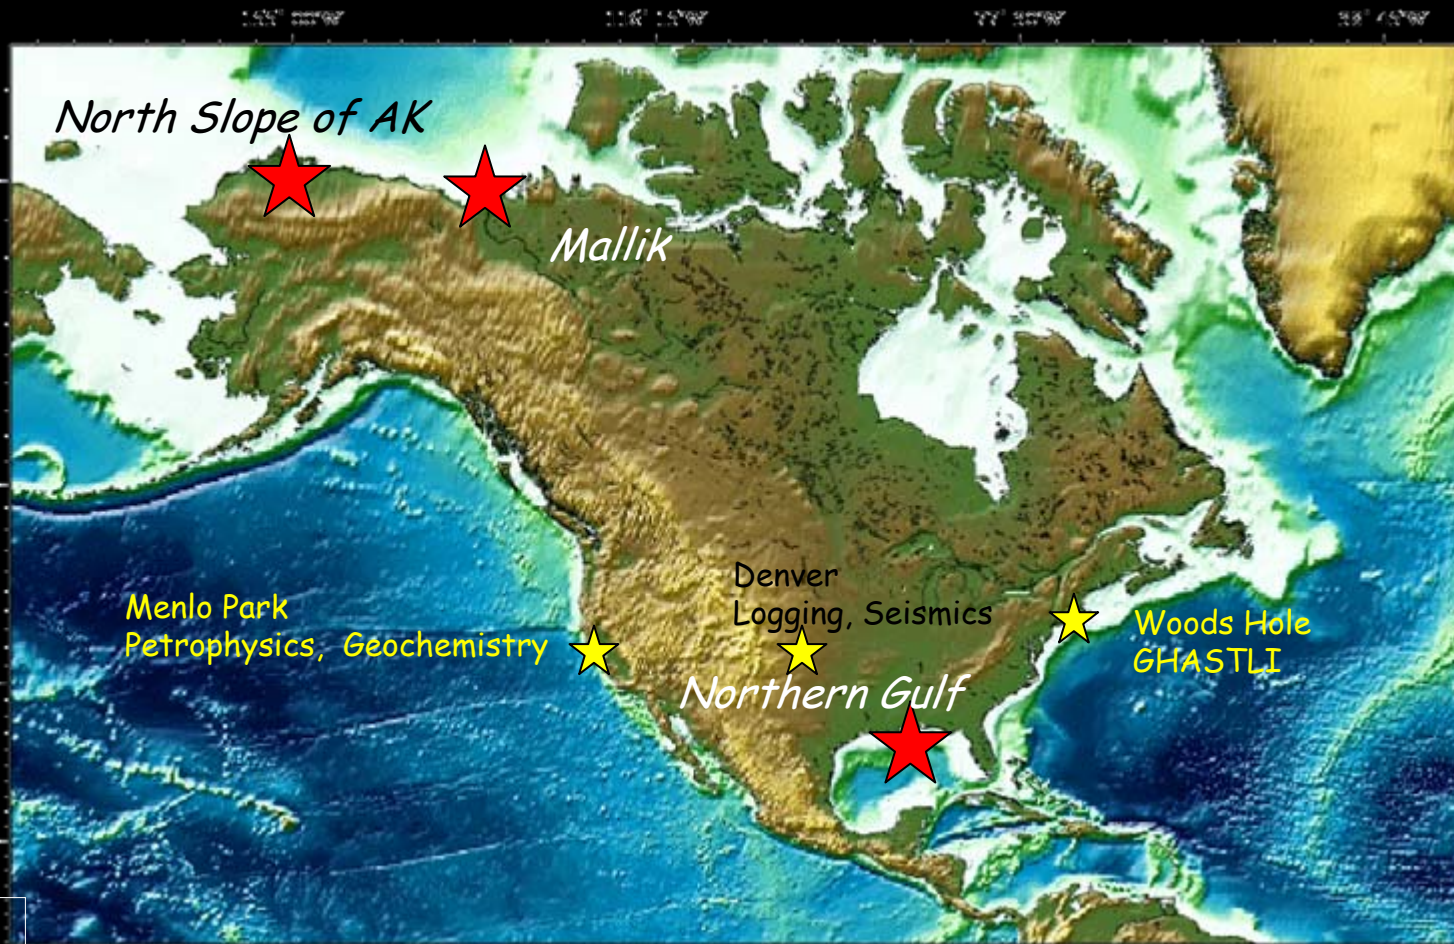 North Slope of AK
Mallik
Denver
Logging, Seismics
Menlo Park
Petrophysics, Geochemistry
Woods Hole
GHASTLI
Northern Gulf